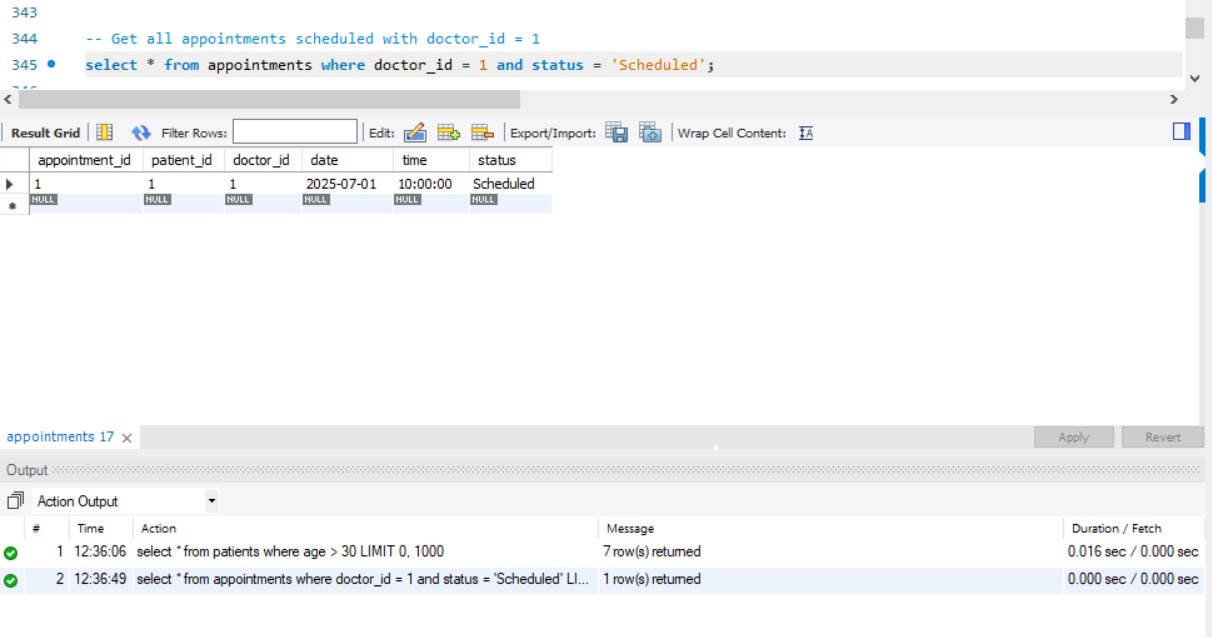 343
344 -- Get all appointments scheduled with doctor_id = 1
345 select * from appointments where doctor_id = 1 and status = 'Scheduled';
Result Grid Filter Rows: Edit: Export/Import: Wrap Cell Content: IA
appointment_id patient_id doctor_id date time status
1 1 1 2025-07-01 10:00:00 Scheduled
NULL NULL NULL NULL NULL NULL
appointments 17 Apply Revert
Output
Action Output
# Time Action Message Duration / Fetch
1 12:36:06 select * from patients where age > 30 LIMIT 0, 1000 7 row(s) returned 0.016 sec / 0.000 sec
2 12:36:49 select * from appointments where doctor_id = 1 and status = 'Scheduled' LI... 1 row(s) returned 0.000 sec / 0.000 sec